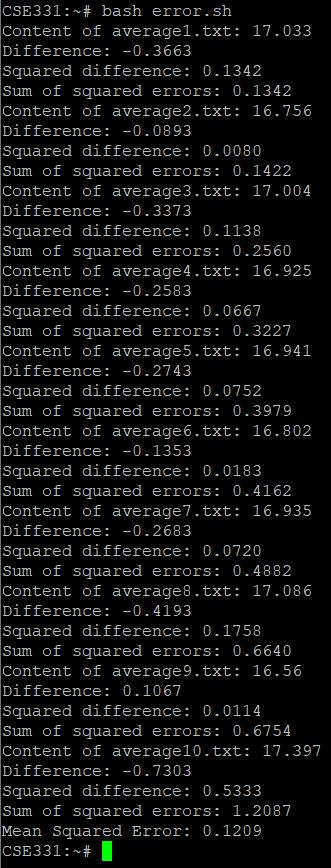 CSE331:~# bash error.sh
Content of average1.txt: 17.033
Difference: -0.3663
Squared difference: 0.1342
Sum of squared errors: 0.1342
Content of average2.txt: 16.756
Difference: -0.0893
Squared difference: 0.0080
Sum of squared errors: 0.1422
Content of average3.txt: 17.004
Difference: -0.3373
Squared difference: 0.1138
Sum of squared errors: 0.2560
Content of average4.txt: 16.925
Difference: -0.2583
Squared difference: 0.0667
Sum of squared errors: 0.3227
Content of average5.txt: 16.941
Difference: -0.2743
Squared difference: 0.0752
Sum of squared errors: 0.3979
Content of average6.txt: 16.802
Difference: -0.1353
Squared difference: 0.0183
Sum of squared errors: 0.4162
Content of average7.txt: 16.935
Difference: -0.2683
Squared difference: 0.0720
Sum of squared errors: 0.4882
Content of average8.txt: 17.086
Difference: -0.4193
Squared difference: 0.1758
Sum of squared errors: 0.6640
Content of average9.txt: 16.56
Difference: 0.1067
Squared difference: 0.0114
Sum of squared errors: 0.6754
Content of average10.txt: 17.397
Difference: -0.7303
Squared difference: 0.5333
Sum of squared errors: 1.2087
Mean Squared Error: 0.1209
CSE331:~#